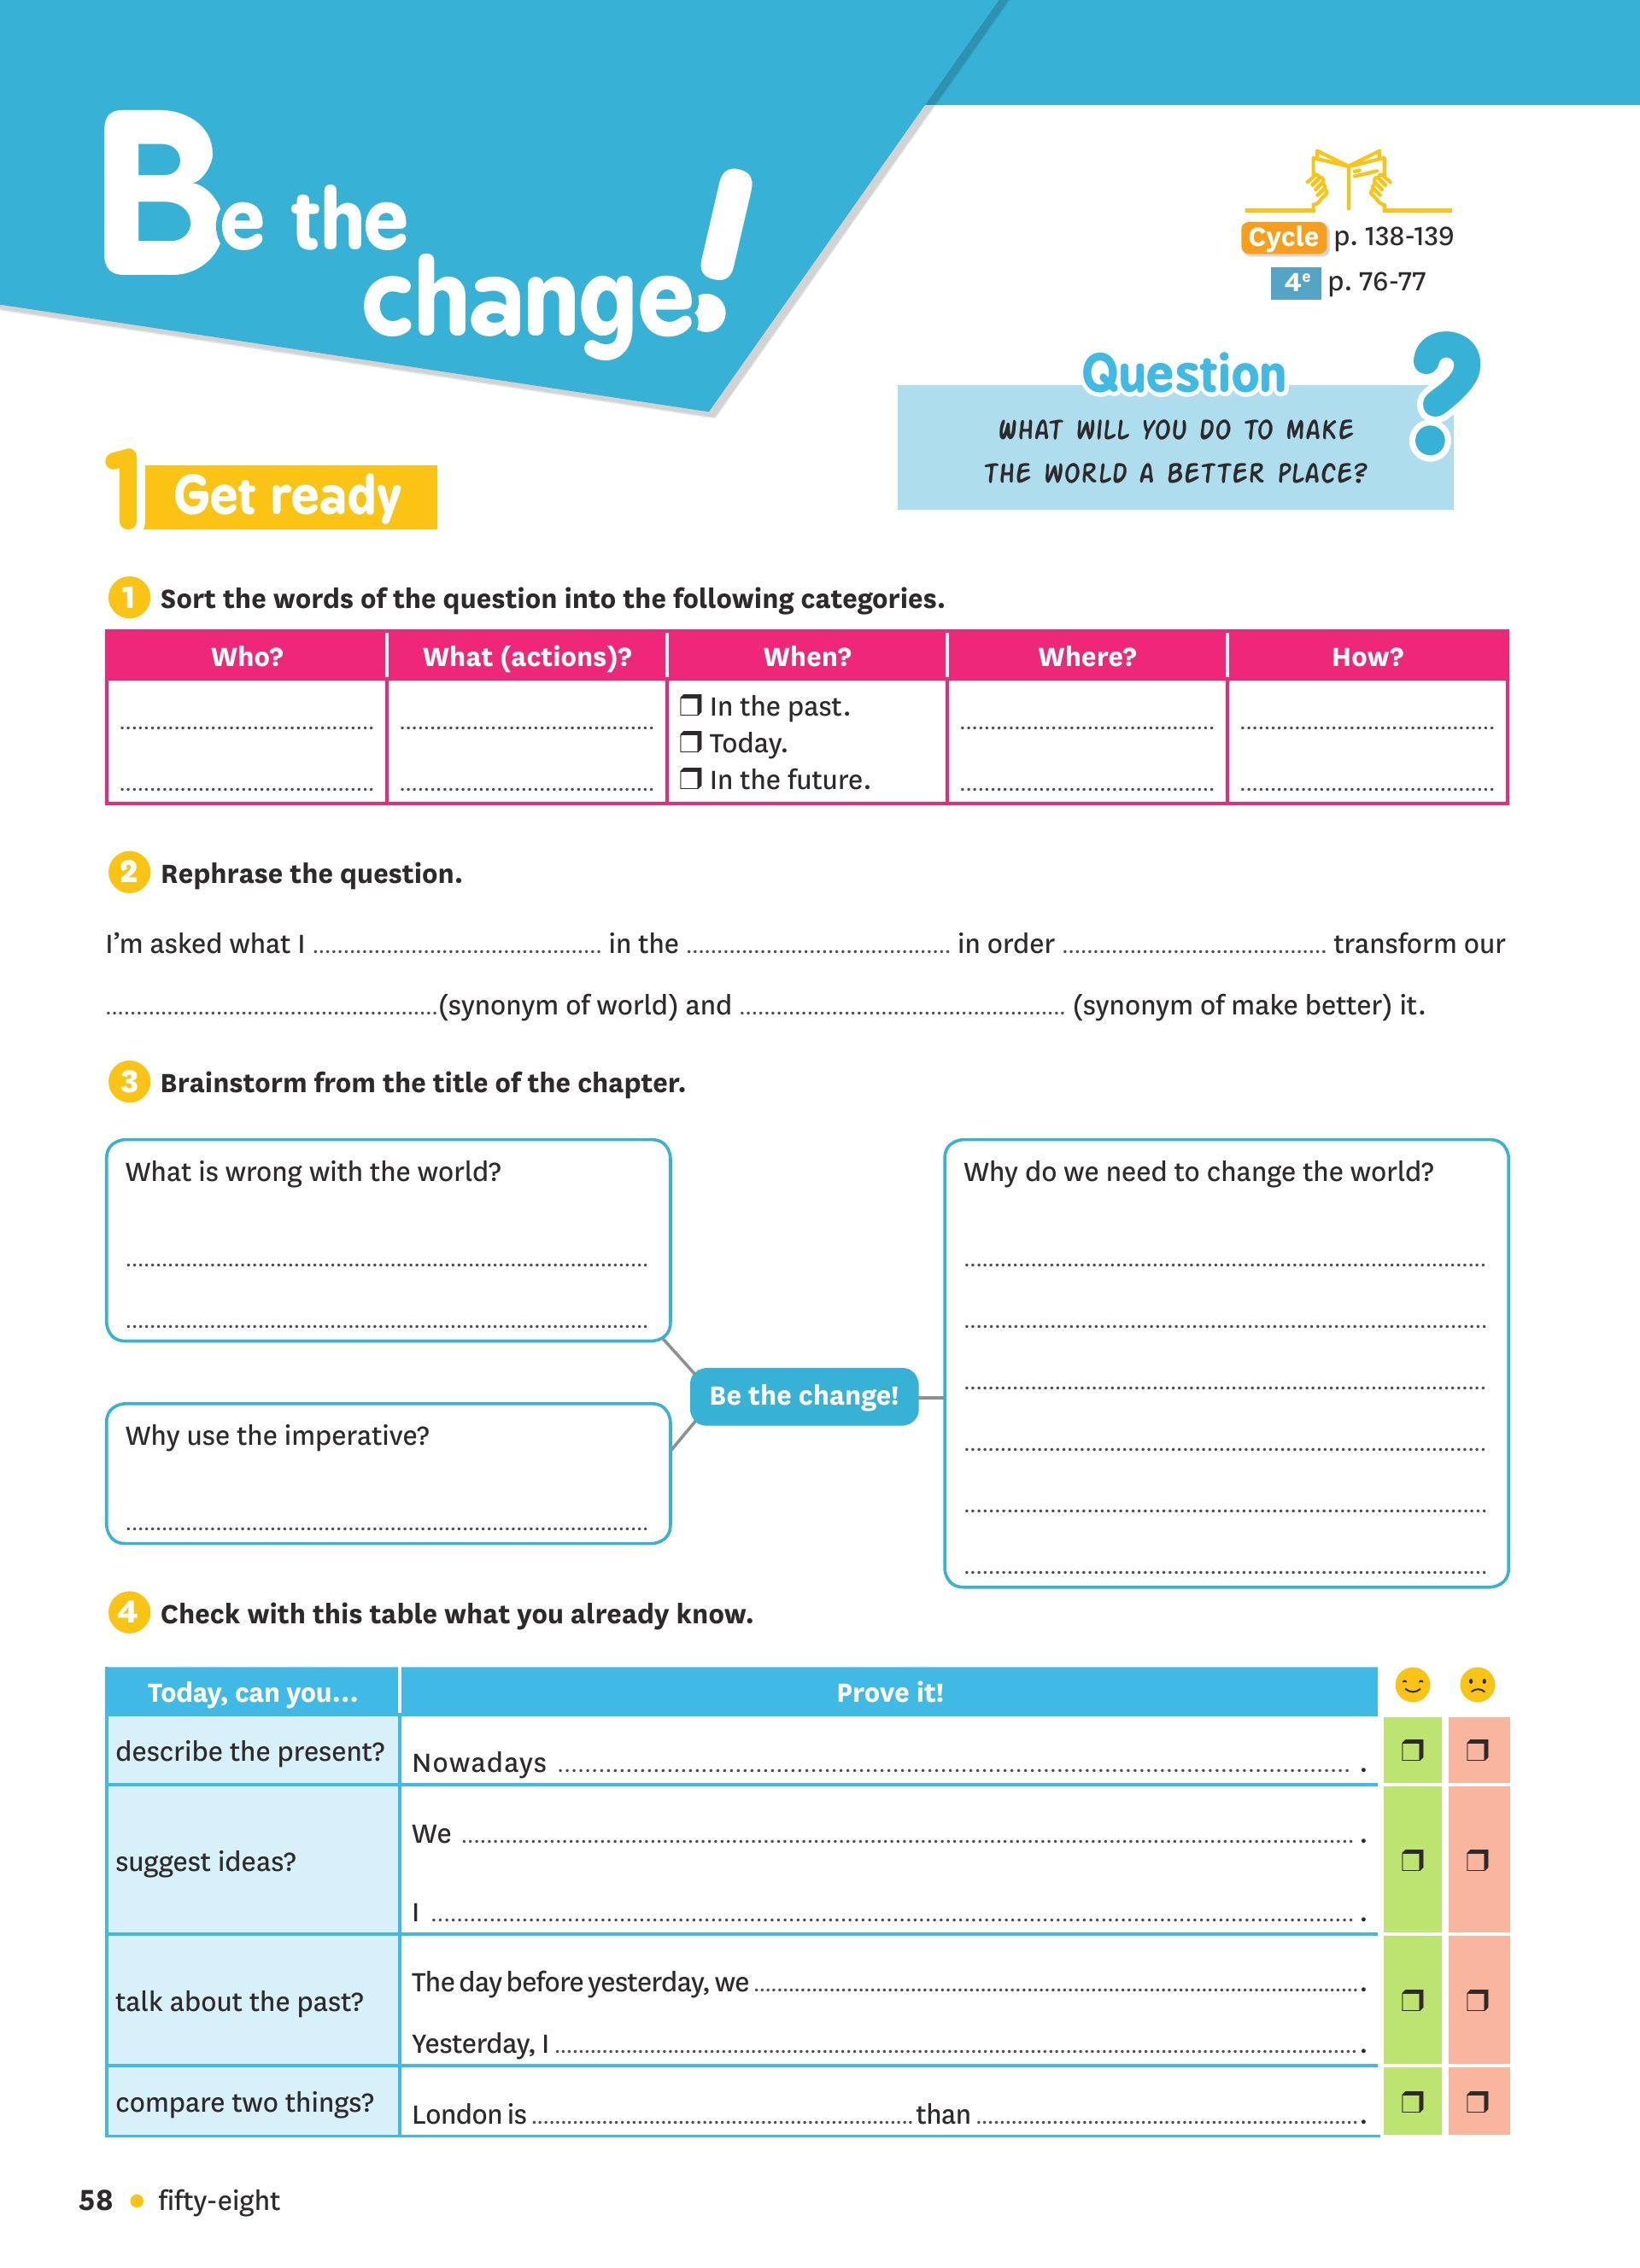 Be the
change!
Cycle p. 138-139
4e p. 76-77
Question ?
WHAT WILL YOU DO TO MAKE
THE WORLD A BETTER PLACE?
1 Get ready
1 Sort the words of the question into the following categories.
Who? What (actions)? When? Where? How?
❒ In the past.
❒ Today.
❒ In the future.
2 Rephrase the question.
I'm asked what I ........................ in the ........................ in order ........................ transform our
........................(synonym of world) and ........................ (synonym of make better) it.
3 Brainstorm from the title of the chapter.
What is wrong with the world?
Why use the imperative?
Be the change!
Why do we need to change the world?
4 Check with this table what you already know.
Today, can you... Prove it!
describe the present? Nowadays ........................ . ❒ ❒
suggest ideas?
We ........................ .
I ........................ .
❒ ❒
talk about the past?
The day before yesterday, we ........................ .
Yesterday, I ........................ .
❒ ❒
compare two things? London is ........................ than ........................ . ❒ ❒
58 • fifty-eight